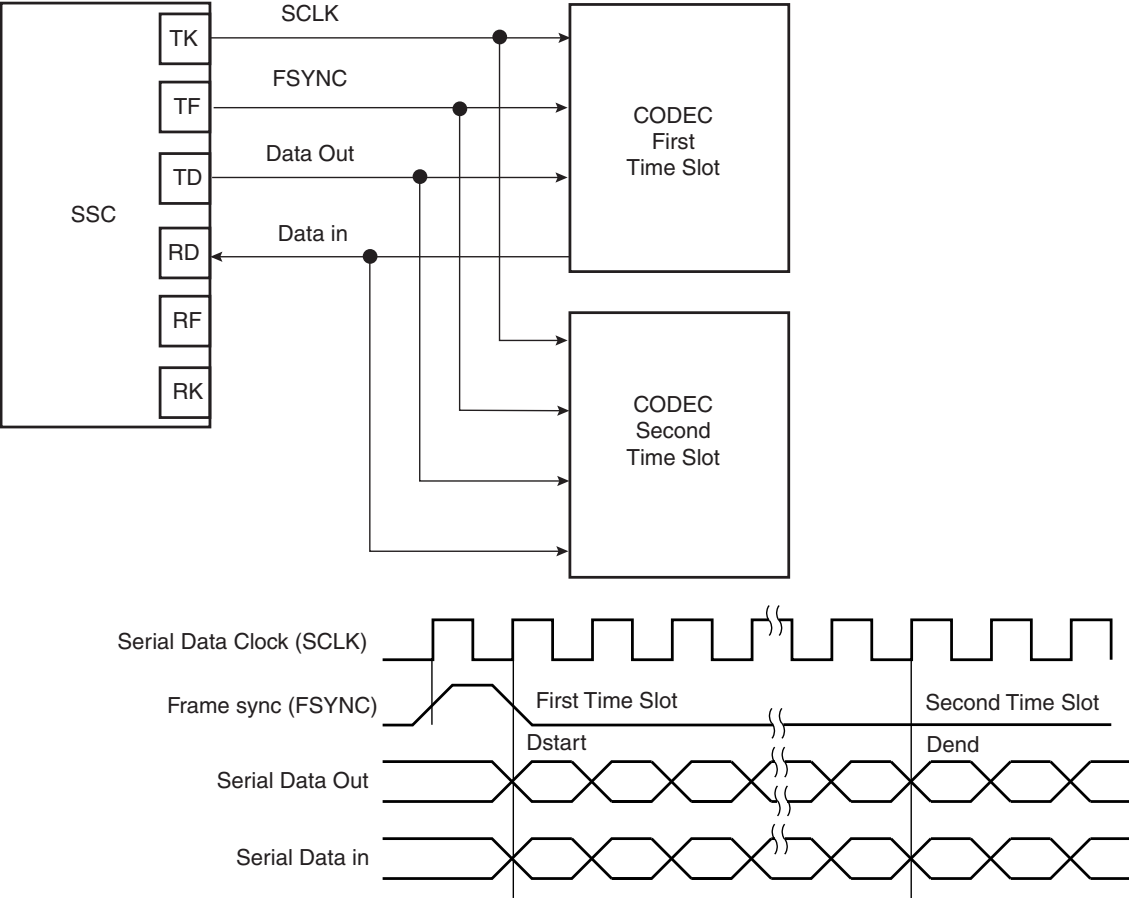 SCLK
TK
FSYNC
TF
CODEC
First
Time Slot
Data Out
TD
SSC
Data in
RD
RF
RK
CODEC
Second
Time Slot
Serial Data Clock (SCLK)
Frame sync (FSYNC)
First Time Slot
Second Time Slot
Dstart
Dend
Serial Data Out
Serial Data in